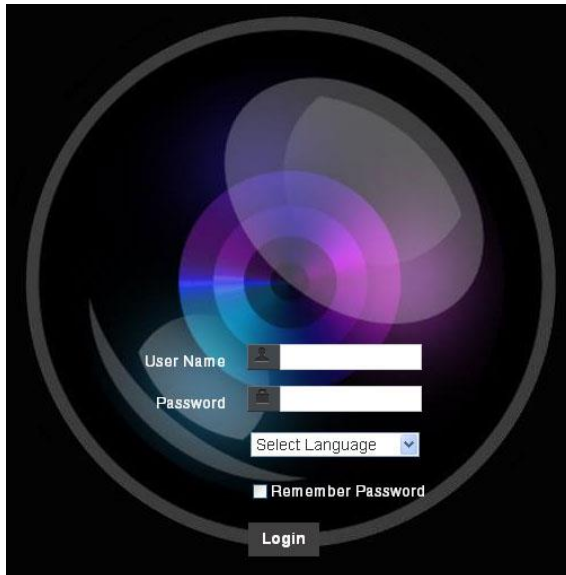 User Name
Password
Select Language
Remember Password
Login